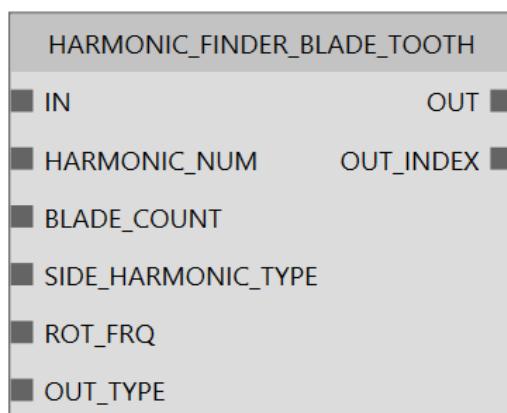 HARMONIC_FINDER_BLADE_TOOTH
IN OUT
HARMONIC_NUM OUT_INDEX
BLADE_COUNT
SIDE_HARMONIC_TYPE
ROT_FRQ
OUT_TYPE